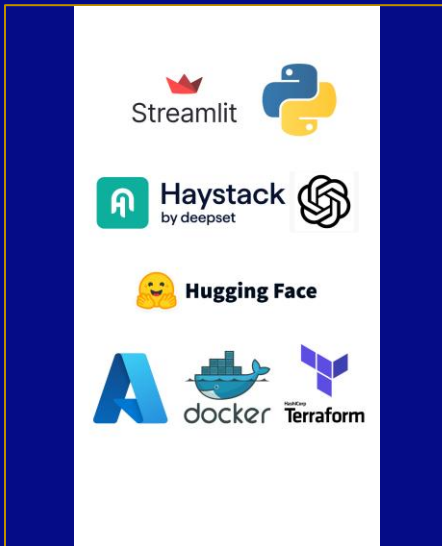 Streamlit
Haystack
by deepset
Hugging Face
docker
HashiCorp
Terraform